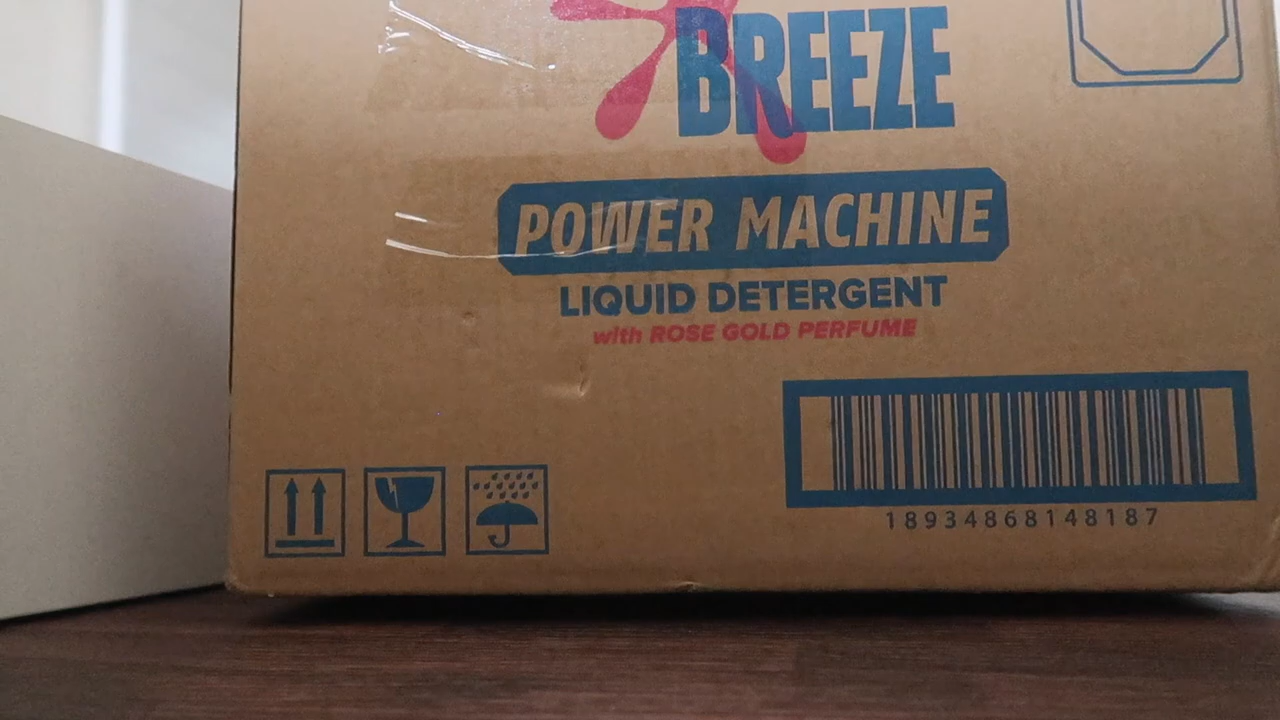 BREEZE
POWER MACHINE
LIQUID DETERGENT
with ROSE GOLD PERFUME
18934868148187